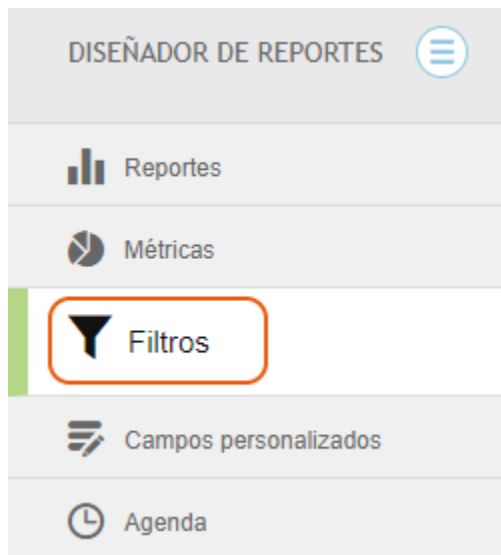 DISEÑADOR DE REPORTES
Reportes
Métricas
Filtros
Campos personalizados
Agenda